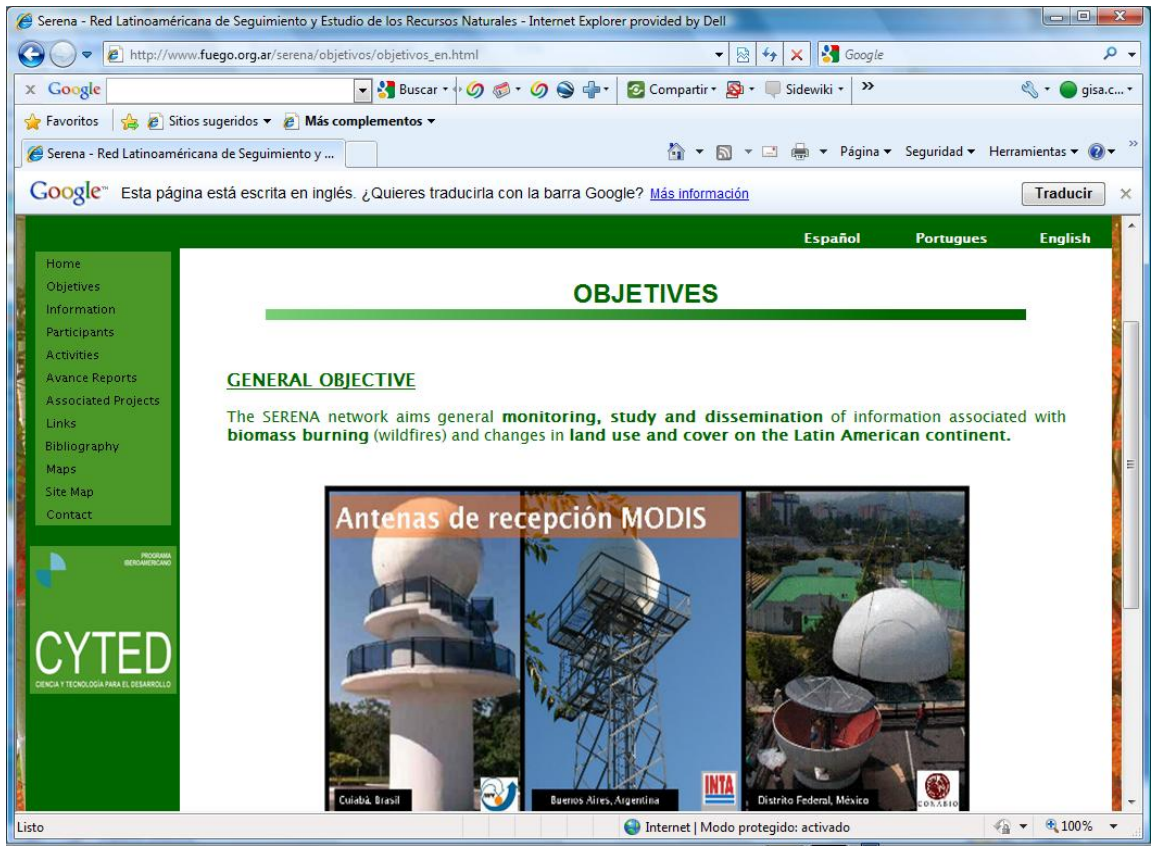 Serena - Red Latinoaméricana de Seguimiento y Estudio de los Recursos Naturales - Internet Explorer provided by Dell
http://www.fuego.org.ar/serena/objetivos/objetivos_en.html
Google
x Google
Buscar
Compartir
Sidewiki
»
gisa.c...
Favoritos
Sitios sugeridos
Más complementos
Serena - Red Latinoaméricana de Seguimiento y ...
Página
Seguridad
Herramientas
»
Google™ Esta página está escrita en inglés. ¿Quieres traducirla con la barra Google? Más información
Traducir
Español Portugues English
Home
Objetives
Information
Participants
Activities
Avance Reports
Associated Projects
Links
Bibliography
Maps
Site Map
Contact
PROGRAMA
IBEROAMERICANO
CYTED
CIENCIA Y TECNOLOGÍA PARA EL DESARROLLO
OBJETIVES
GENERAL OBJECTIVE
The SERENA network aims general monitoring, study and dissemination of information associated with
biomass burning (wildfires) and changes in land use and cover on the Latin American continent.
Antenas de recepción MODIS
Cuiabá, Brasil
Buenos Aires, Argentina
INTA
Distrito Federal, México
CONABIO
Listo
Internet | Modo protegido: activado
100%